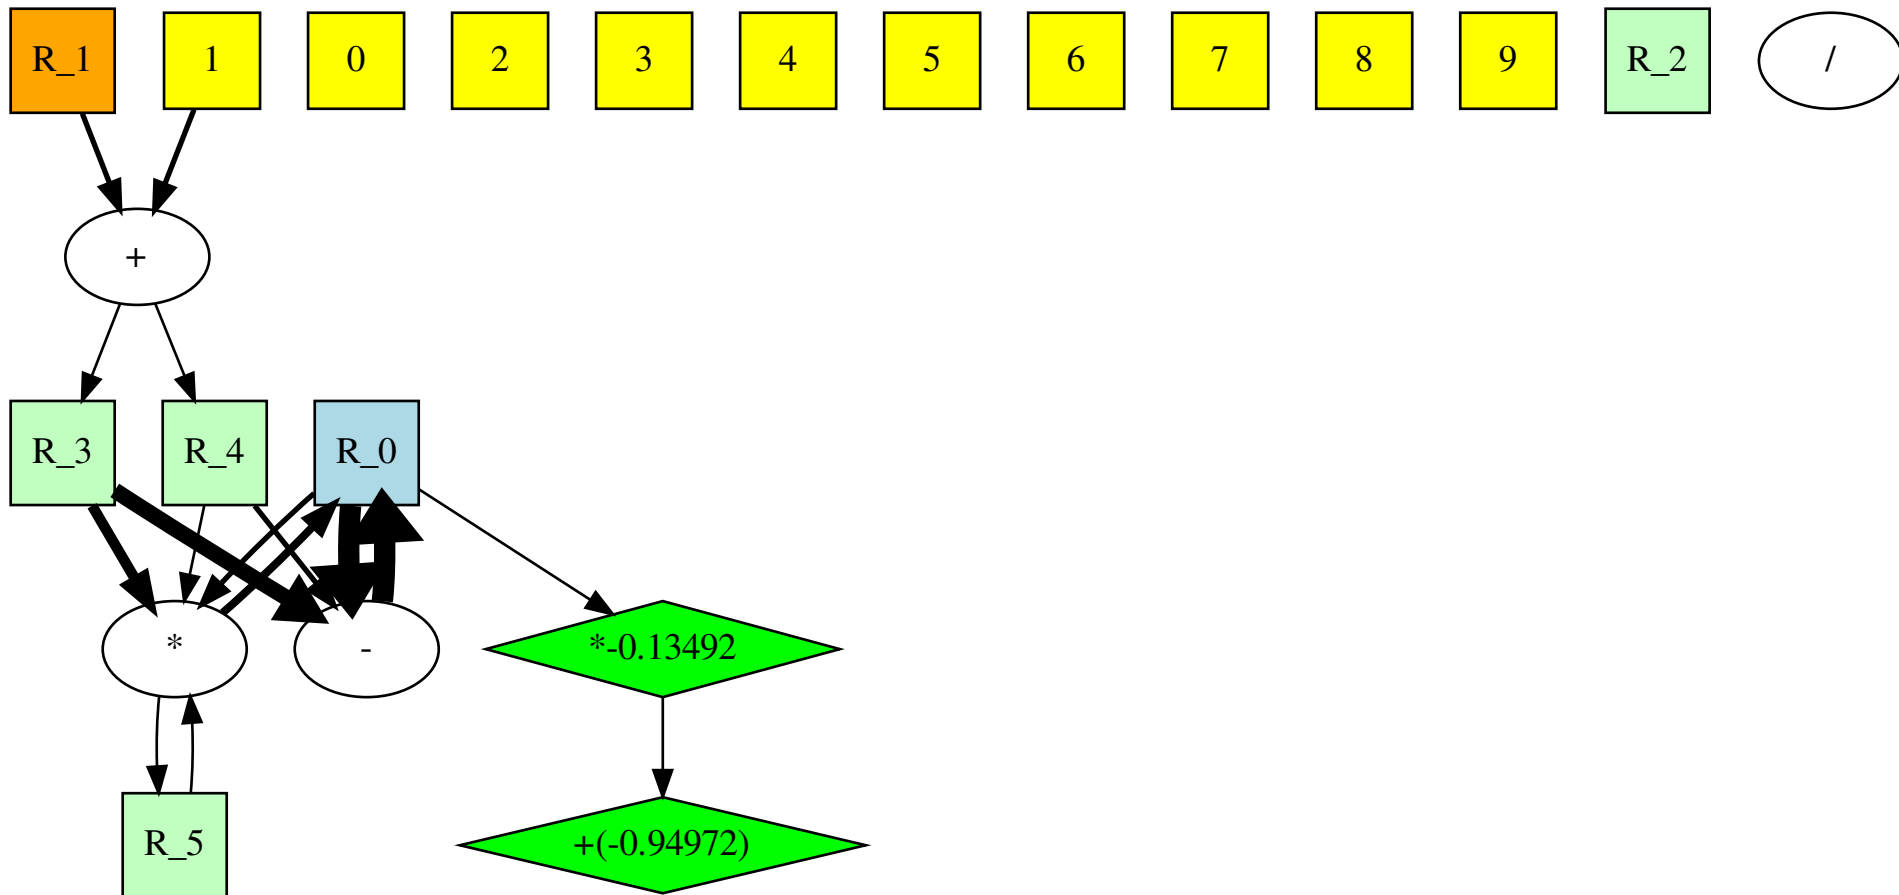 R_1 1 0 2 3 4 5 6 7 8 9 R_2 /
+
R_3 R_4 R_0
* - *-0.13492
R_5 +(-0.94972)